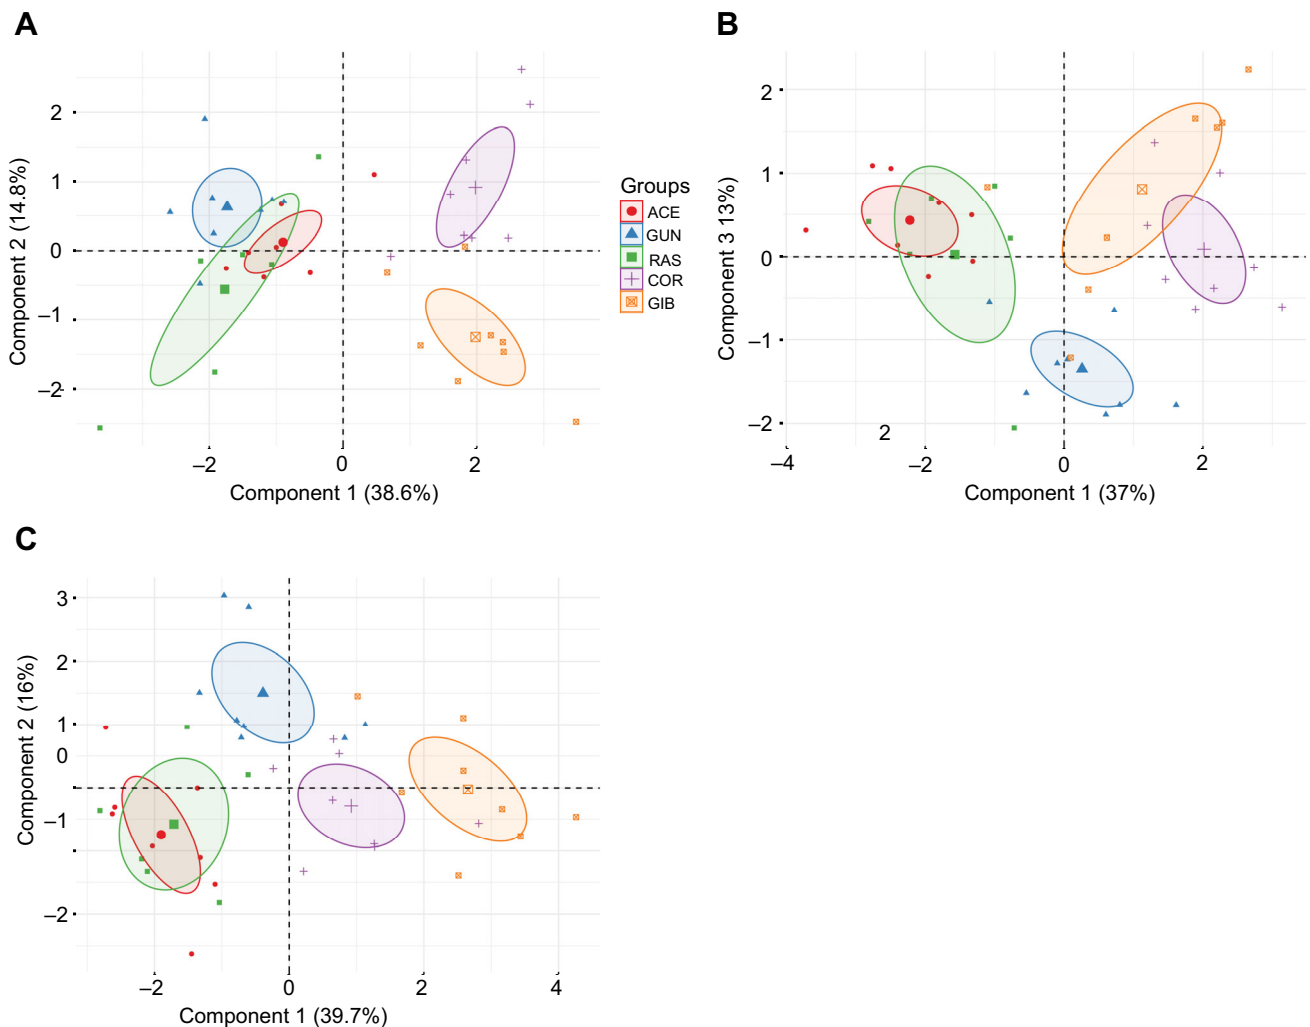 A
2
1
0
−1
−2
Component 2 (14.8%)
−2
0
2
Component 1 (38.6%)
Groups
ACE
GUN
RAS
COR
GIB
B
2
1
0
−1
−2
Component 3 13%)
2
−4
−2
0
2
Component 1 (37%)
C
3
2
1
0
−1
−2
Component 2 (16%)
−2
0
2
4
Component 1 (39.7%)